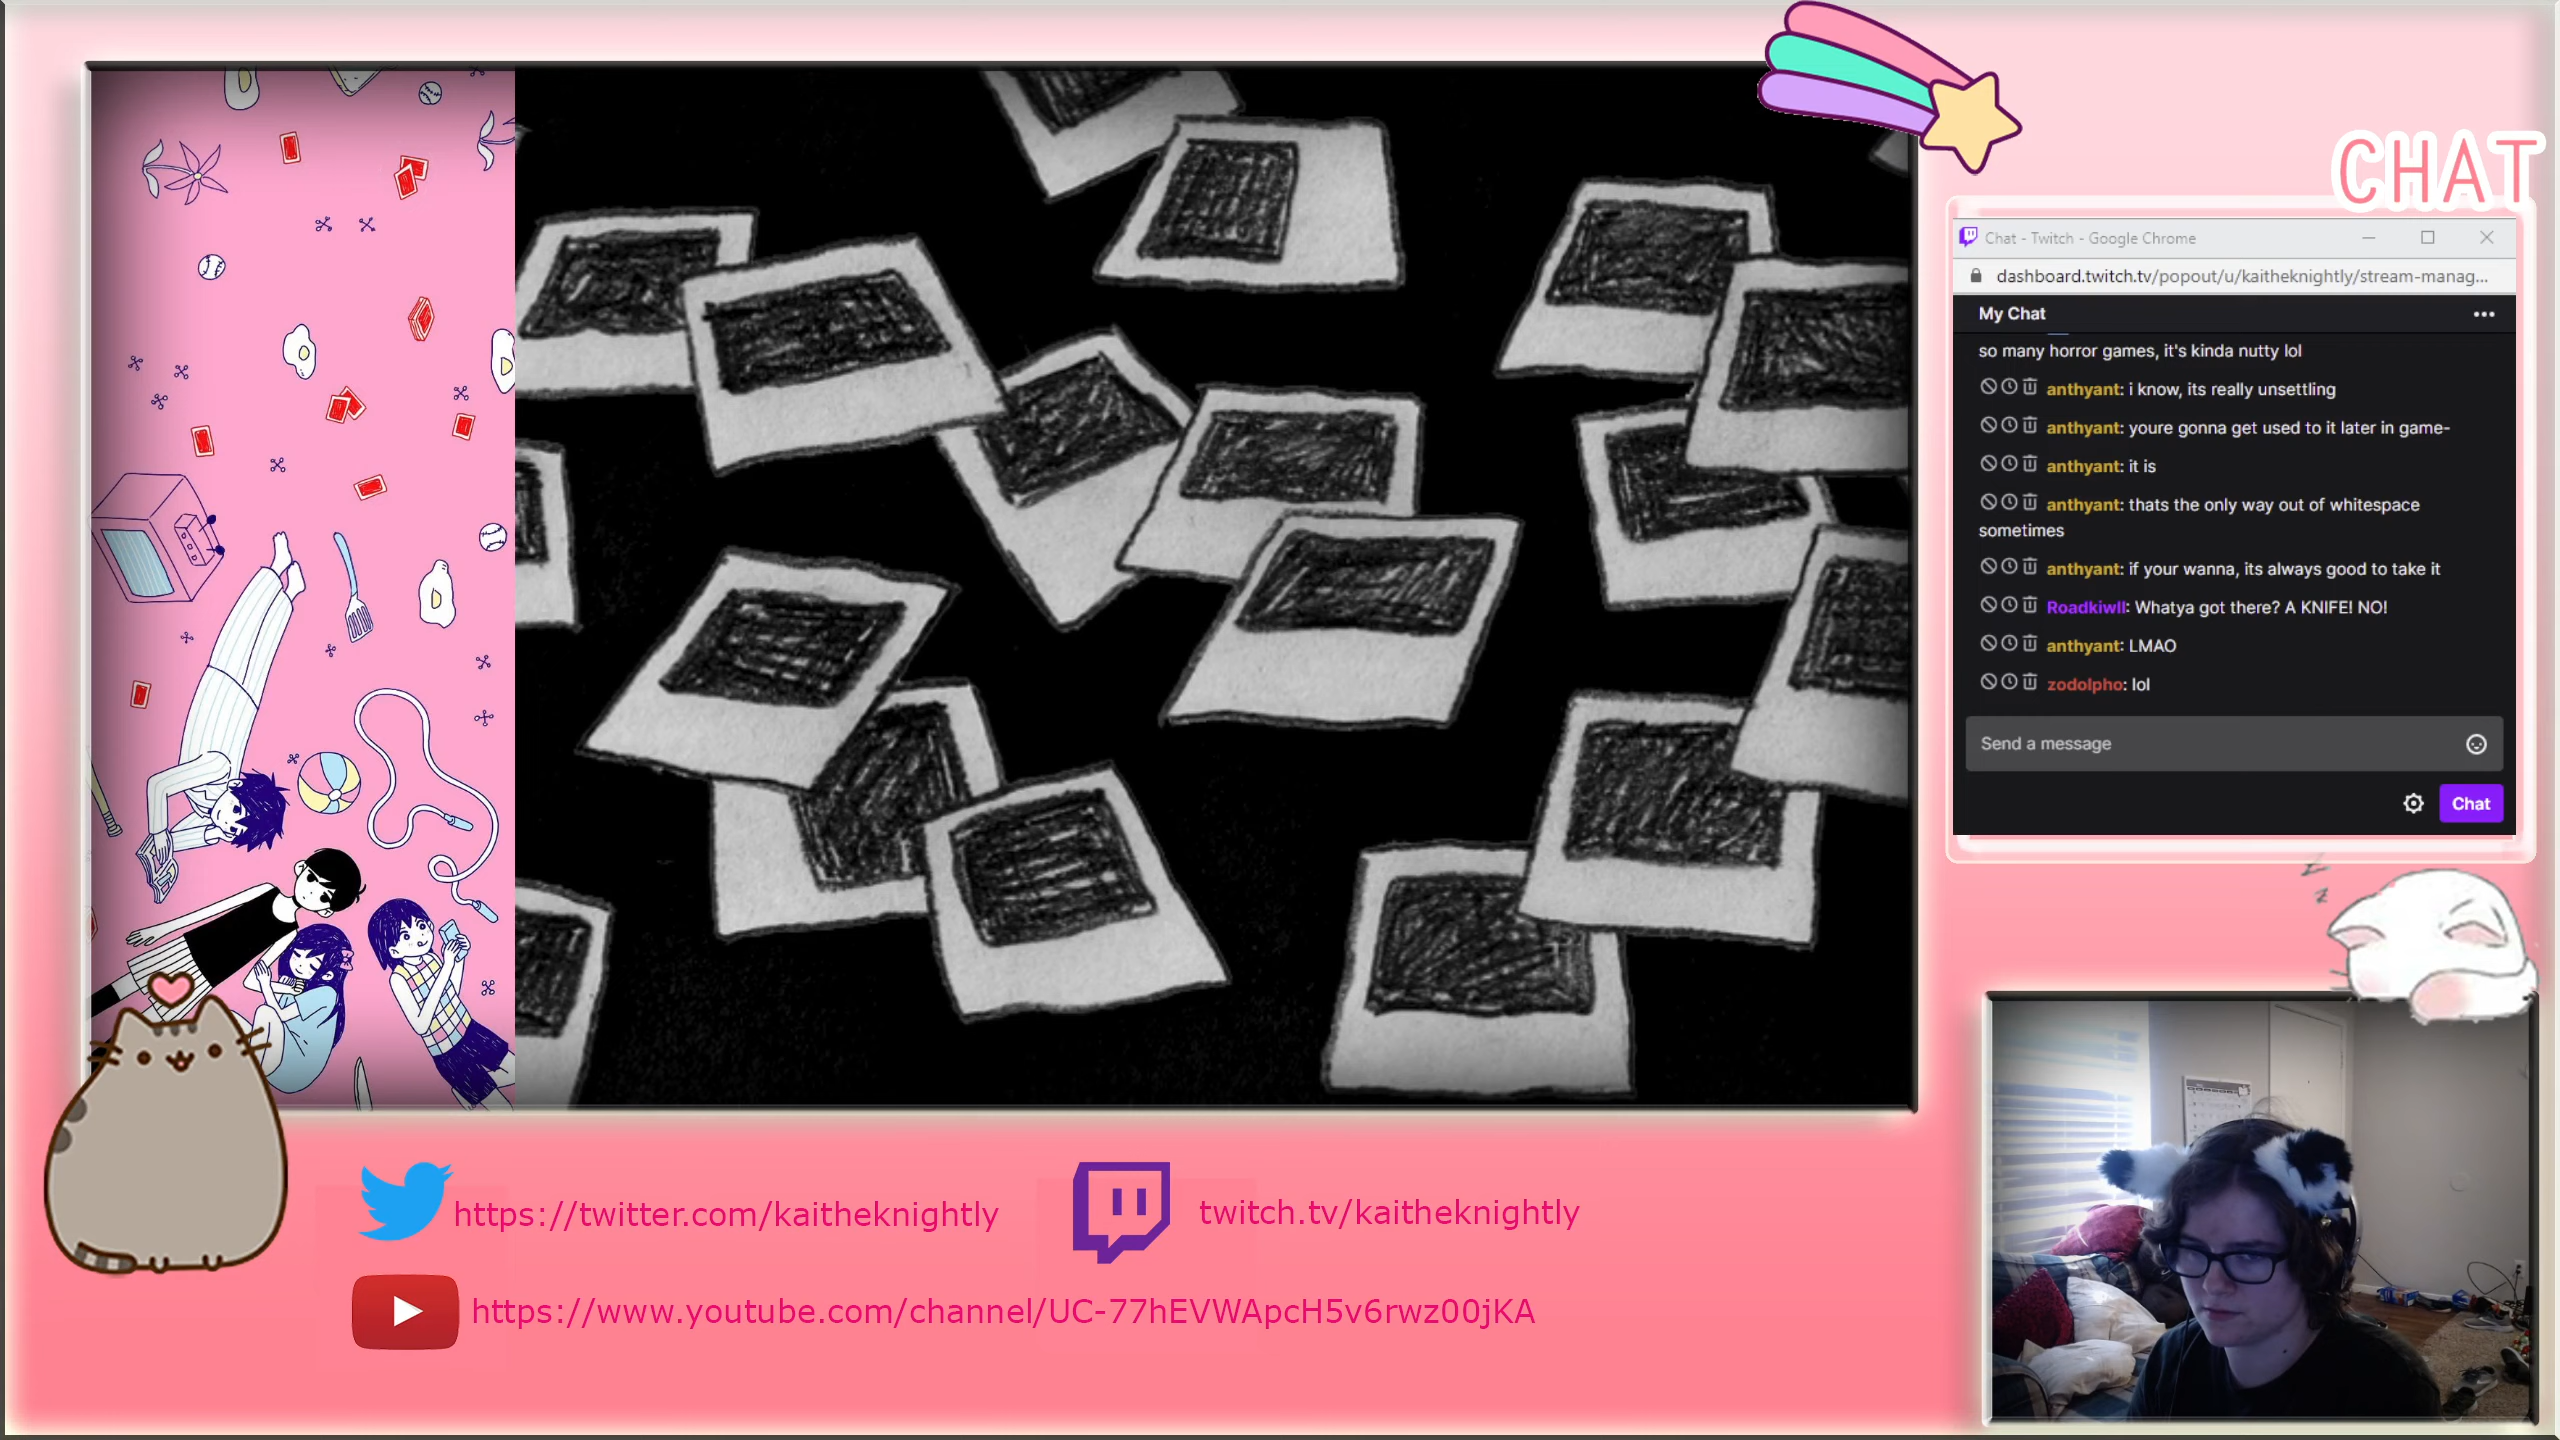 CHAT
Chat - Twitch - Google Chrome
dashboard.twitch.tv/popout/u/kaitheknightly/stream-manag...
My Chat
so many horror games, it's kinda nutty lol
anthyant: i know, its really unsettling
anthyant: youre gonna get used to it later in game-
anthyant: it is
anthyant: thats the only way out of whitespace
sometimes
anthyant: if your wanna, its always good to take it
Roadkiwll: Whatya got there? A KNIFE! NO!
anthyant: LMAO
zodolpho: lol
Send a message
Chat
z
z
https://twitter.com/kaitheknightly
twitch.tv/kaitheknightly
https://www.youtube.com/channel/UC-77hEVWApcH5v6rwz00jKA